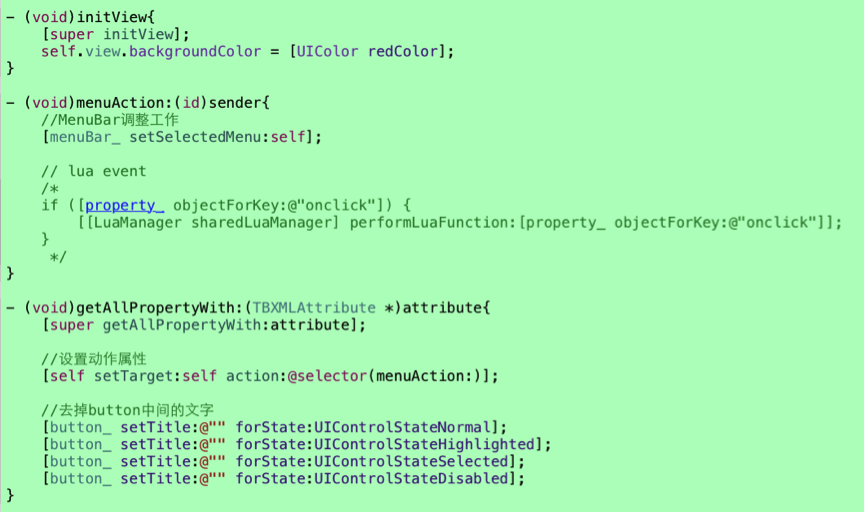 - (void)initView{
    [super initView];
    self.view.backgroundColor = [UIColor redColor];
}
- (void)menuAction:(id)sender{
    //MenuBar调整工作
    [menuBar_ setSelectedMenu:self];
    // lua event
    /*
    if ([property_ objectForKey:@"onclick"]) {
        [[LuaManager sharedLuaManager] performLuaFunction:[property_ objectForKey:@"onclick"]];
    }
     */
}
- (void)getAllPropertyWith:(TBXMLAttribute *)attribute{
    [super getAllPropertyWith:attribute];
    //设置动作属性
    [self setTarget:self action:@selector(menuAction:)];
    //去掉button中间的文字
    [button_ setTitle:@"" forState:UIControlStateNormal];
    [button_ setTitle:@"" forState:UIControlStateHighlighted];
    [button_ setTitle:@"" forState:UIControlStateSelected];
    [button_ setTitle:@"" forState:UIControlStateDisabled];
}